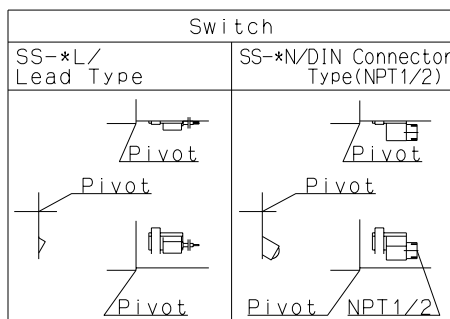 Switch
SS-*L/
Lead Type
SS-*N/DIN Connector
Type(NPT1/2)
Pivot
Pivot
Pivot
Pivot
Pivot
Pivot
NPT1/2